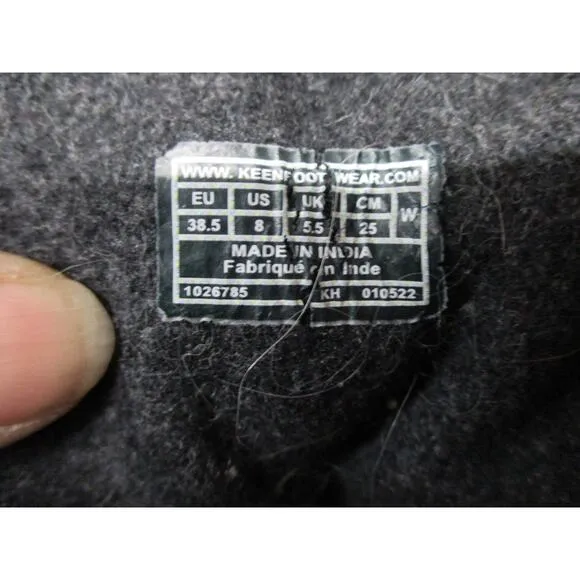 WWW. KEENFOOTWEAR.COM
EU US UK CM W
38.5 8 5.5 25
MADE IN INDIA
Fabriqué en Inde
1026785 KH 010522